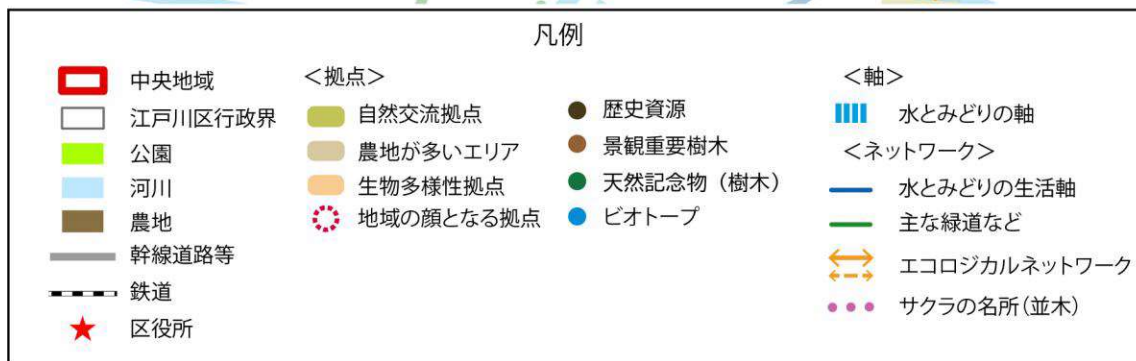 凡例
中央地域
江戸川区行政界
公園
河川
農地
幹線道路等
鉄道
区役所
＜拠点＞
自然交流拠点
農地が多いエリア
生物多様性拠点
地域の顔となる拠点
歴史資源
景観重要樹木
天然記念物（樹木）
ビオトープ
＜軸＞
水とみどりの軸
＜ネットワーク＞
水とみどりの生活軸
主な緑道など
エコロジカルネットワーク
サクラの名所（並木）